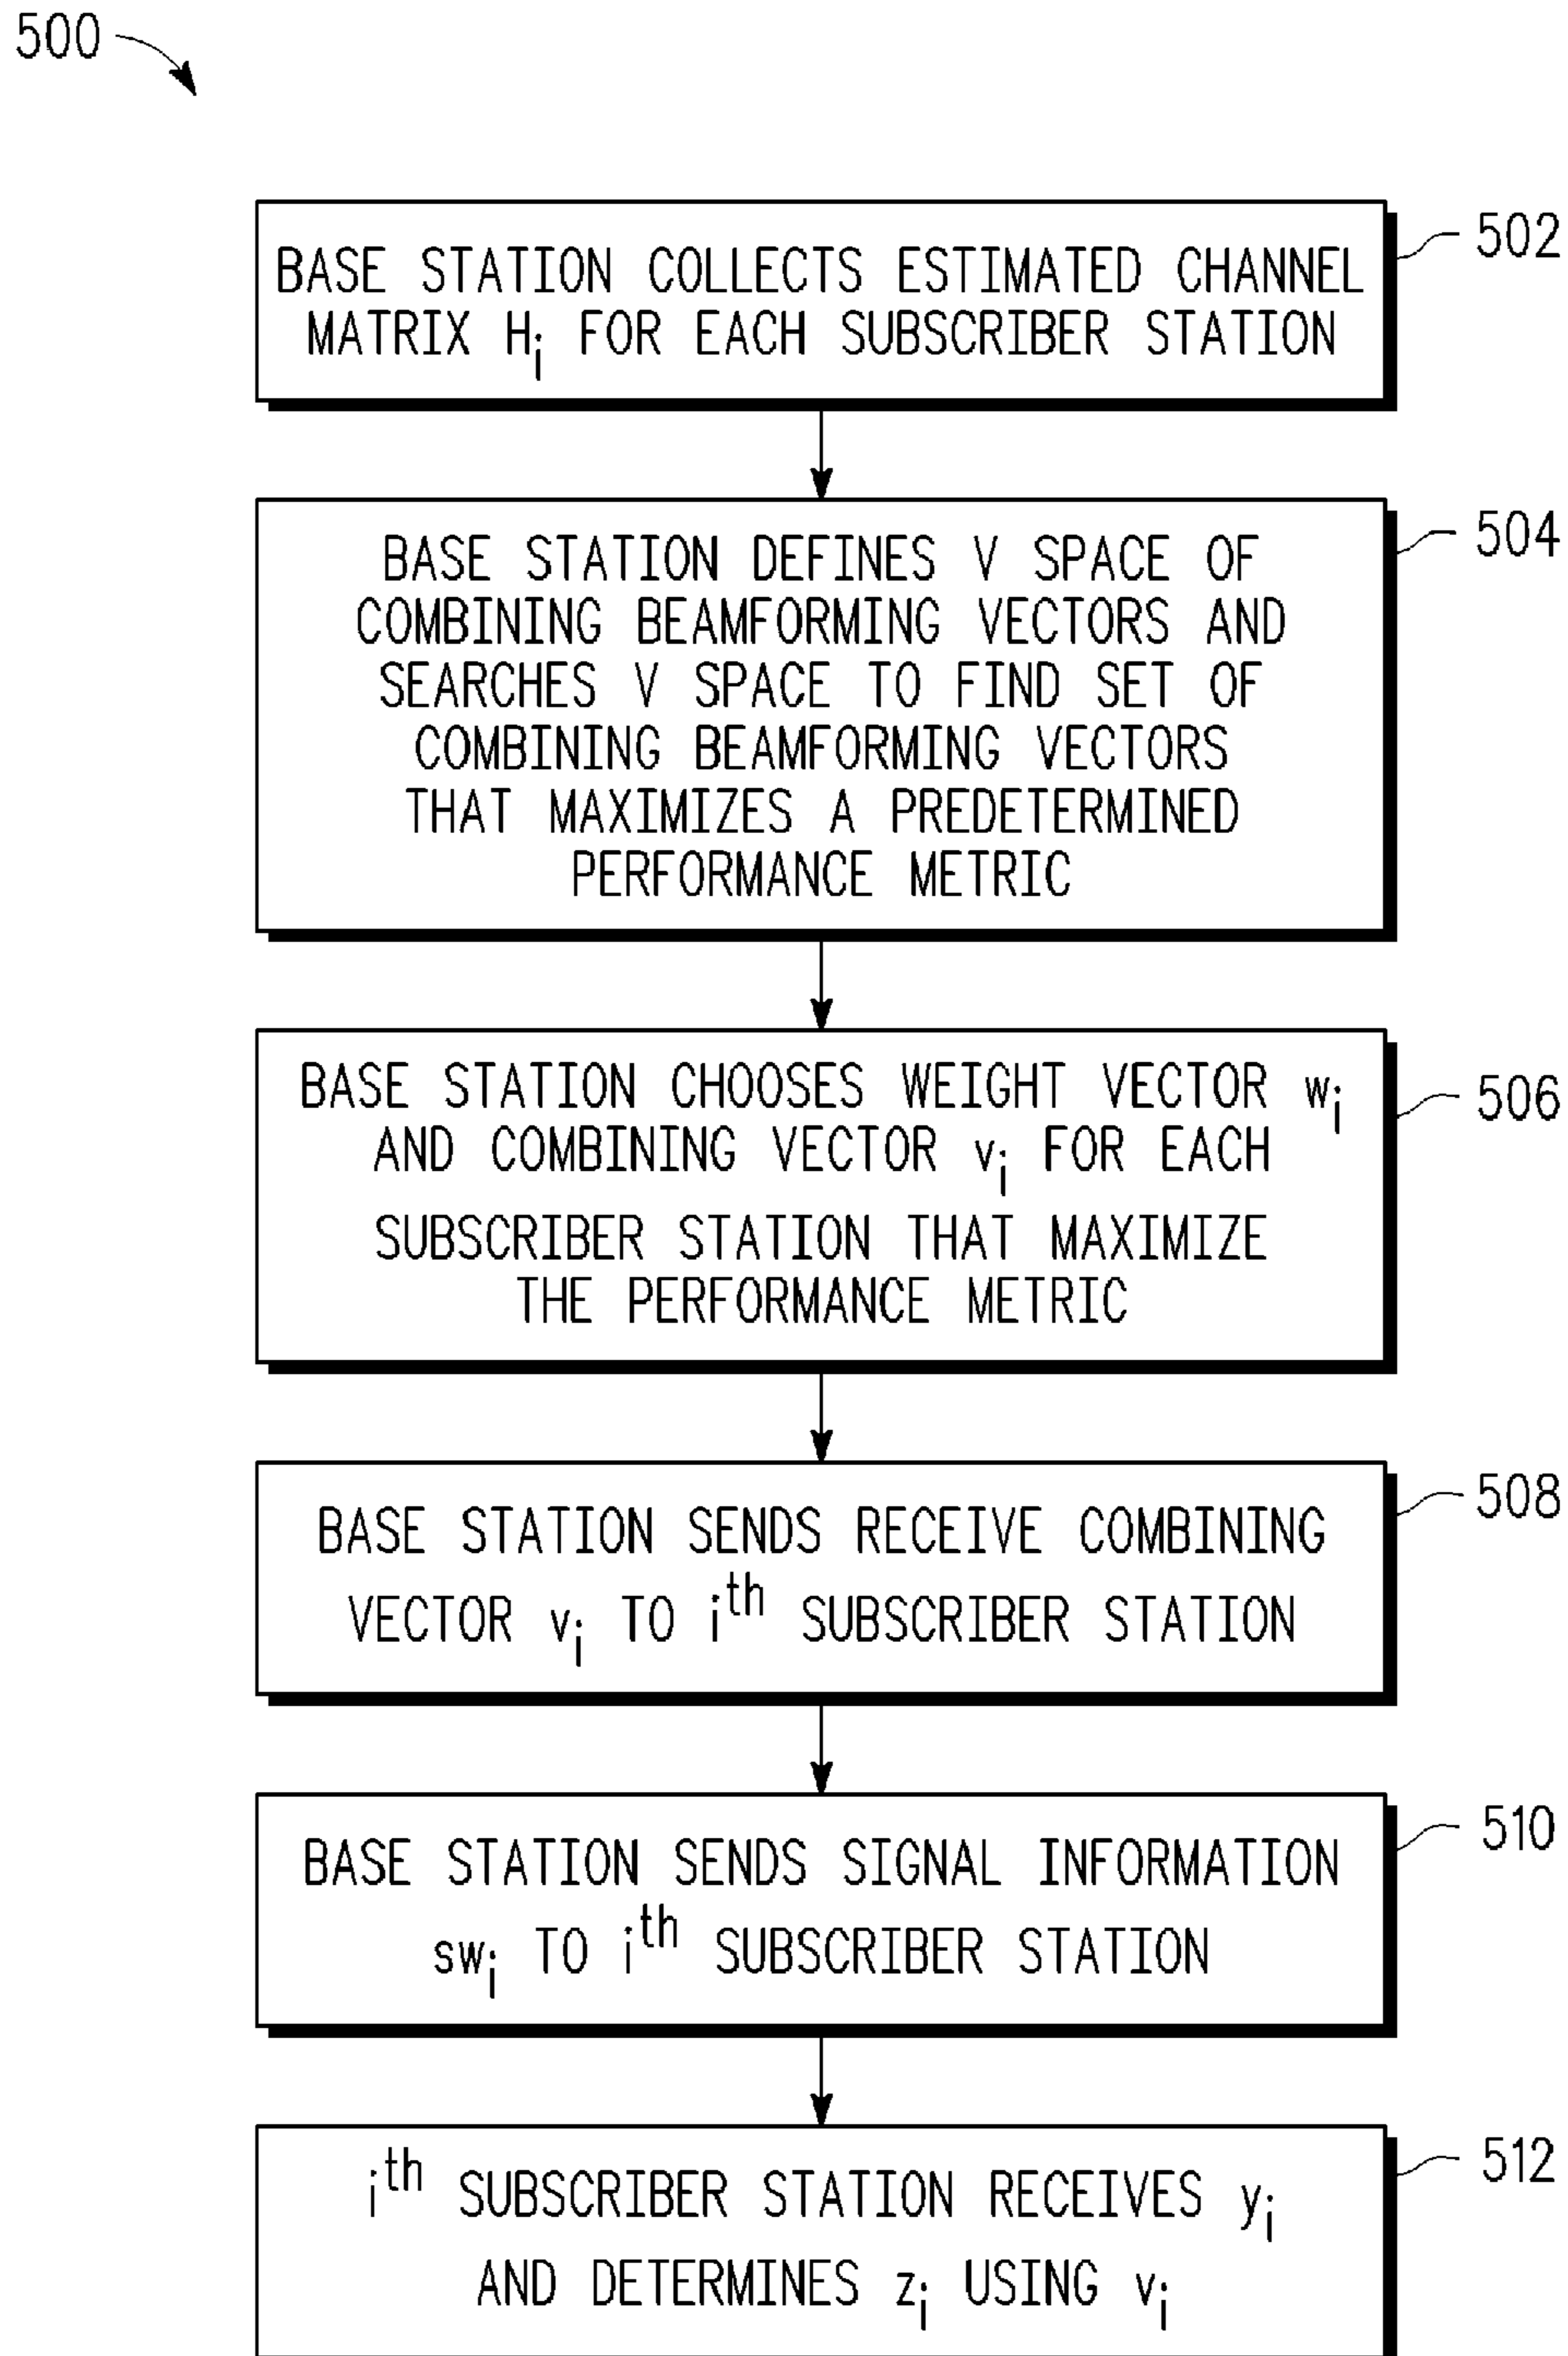 500
502
BASE STATION COLLECTS ESTIMATED CHANNEL
MATRIX Hi FOR EACH SUBSCRIBER STATION
504
BASE STATION DEFINES V SPACE OF
COMBINING BEAMFORMING VECTORS AND
SEARCHES V SPACE TO FIND SET OF
COMBINING BEAMFORMING VECTORS
THAT MAXIMIZES A PREDETERMINED
PERFORMANCE METRIC
506
BASE STATION CHOOSES WEIGHT VECTOR wi
AND COMBINING VECTOR vi FOR EACH
SUBSCRIBER STATION THAT MAXIMIZE
THE PERFORMANCE METRIC
508
BASE STATION SENDS RECEIVE COMBINING
VECTOR vi TO ith SUBSCRIBER STATION
510
BASE STATION SENDS SIGNAL INFORMATION
swi TO ith SUBSCRIBER STATION
512
ith SUBSCRIBER STATION RECEIVES yi
AND DETERMINES zi USING vi